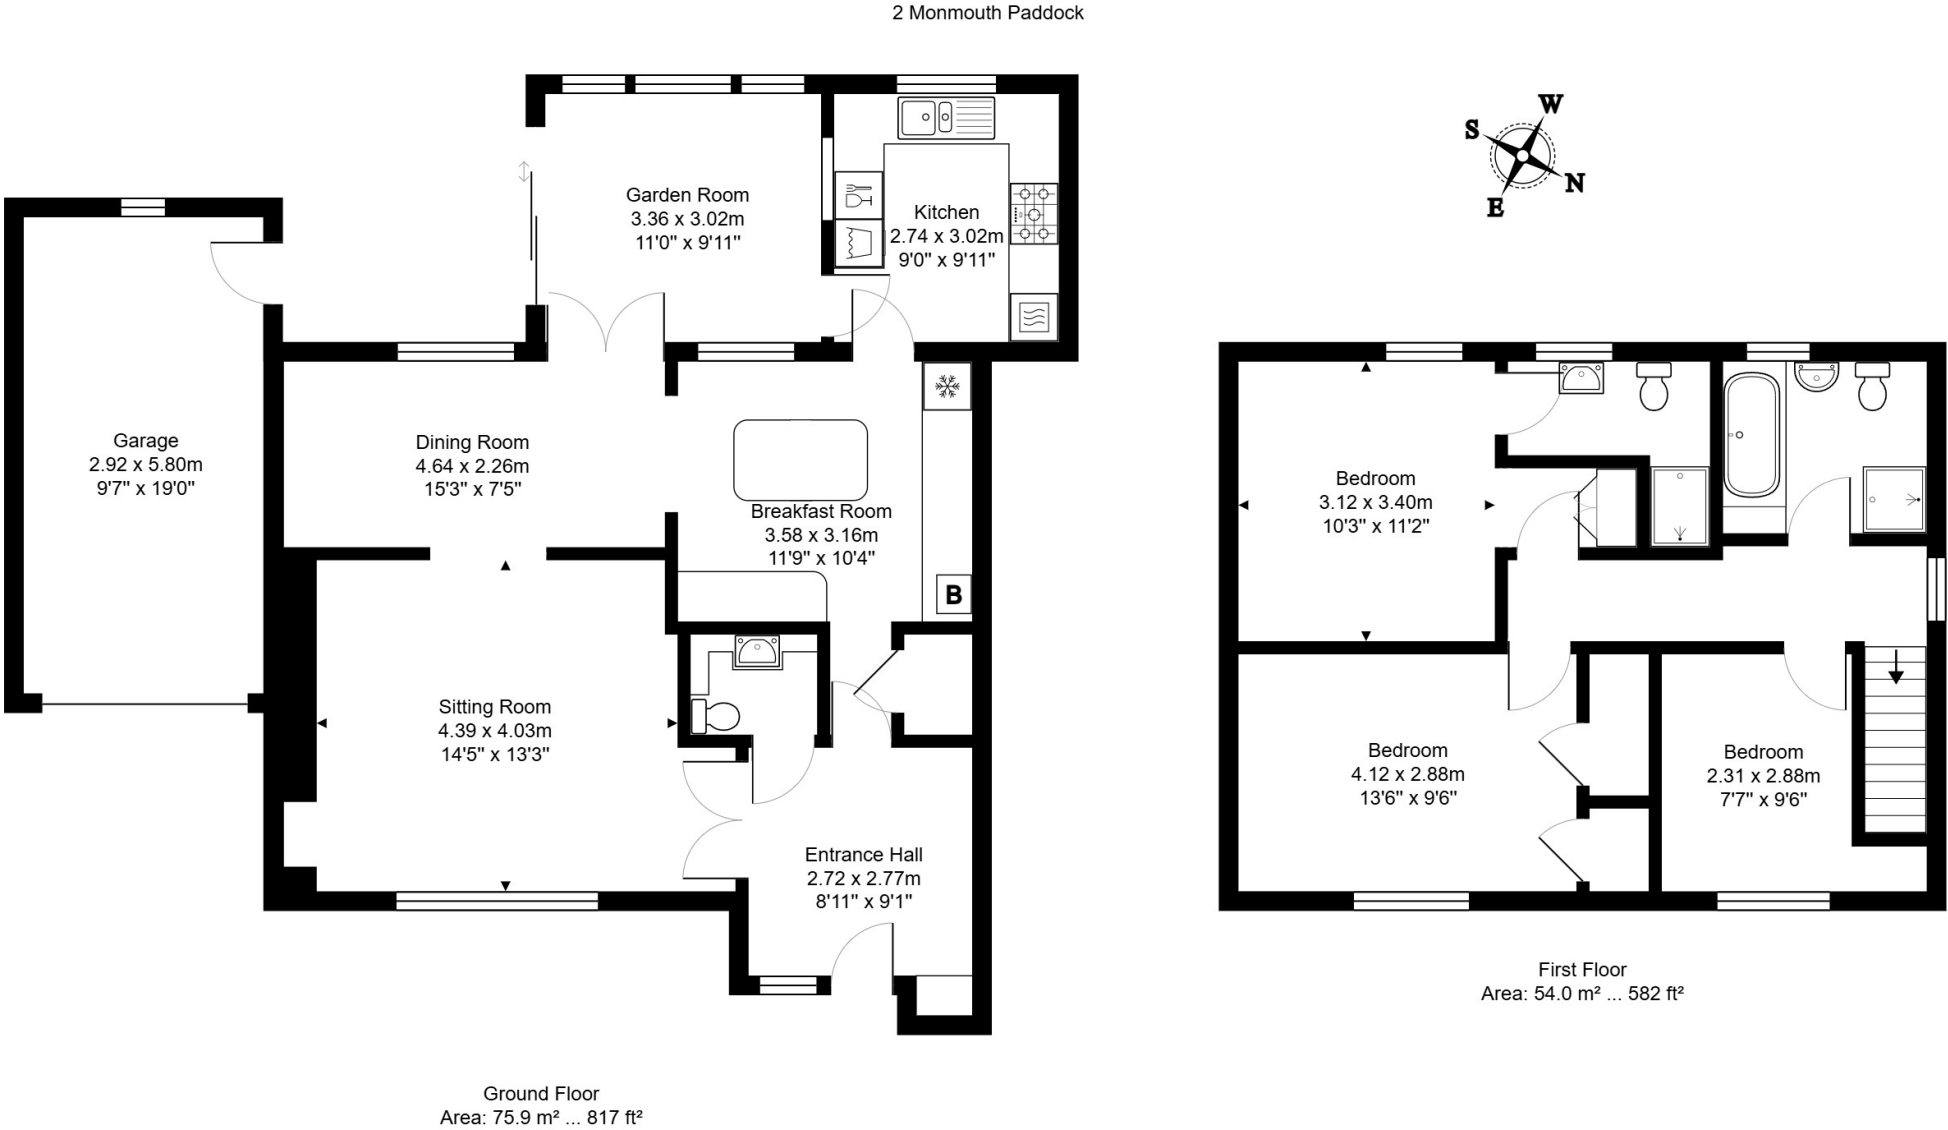 2 Monmouth Paddock
W
S
N
E
Garden Room
3.36 x 3.02m
11'0" x 9'11"
Kitchen
2.74 x 3.02m
9'0" x 9'11"
Garage
2.92 x 5.80m
9'7" x 19'0"
Dining Room
4.64 x 2.26m
15'3" x 7'5"
Breakfast Room
3.58 x 3.16m
11'9" x 10'4"
B
Sitting Room
4.39 x 4.03m
14'5" x 13'3"
Entrance Hall
2.72 x 2.77m
8'11" x 9'1"
Ground Floor
Area: 75.9 m² ... 817 ft²
Bedroom
3.12 x 3.40m
10'3" x 11'2"
Bedroom
4.12 x 2.88m
13'6" x 9'6"
Bedroom
2.31 x 2.88m
7'7" x 9'6"
First Floor
Area: 54.0 m² ... 582 ft²